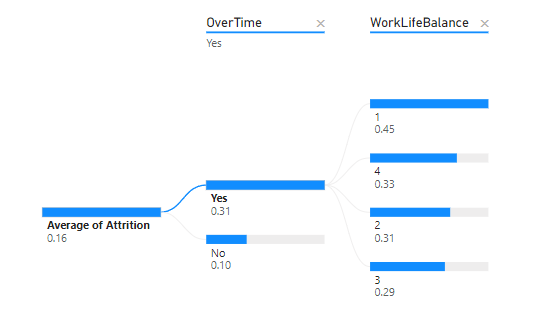 OverTime ×
Yes
WorkLifeBalance ×
1
0.45
4
0.33
Yes
0.31
2
0.31
Average of Attrition
0.16
No
0.10
3
0.29